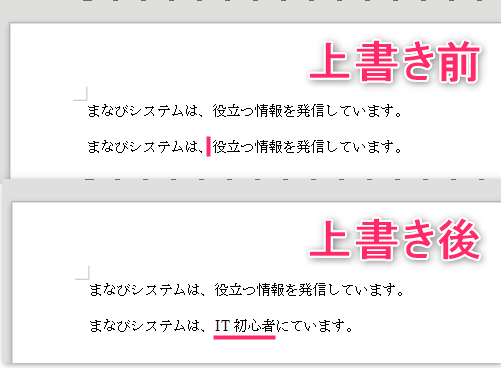 上書き前
まなびシステムは、役立つ情報を発信しています。
まなびシステムは、役立つ情報を発信しています。
上書き後
まなびシステムは、役立つ情報を発信しています。
まなびシステムは、IT 初心者にています。